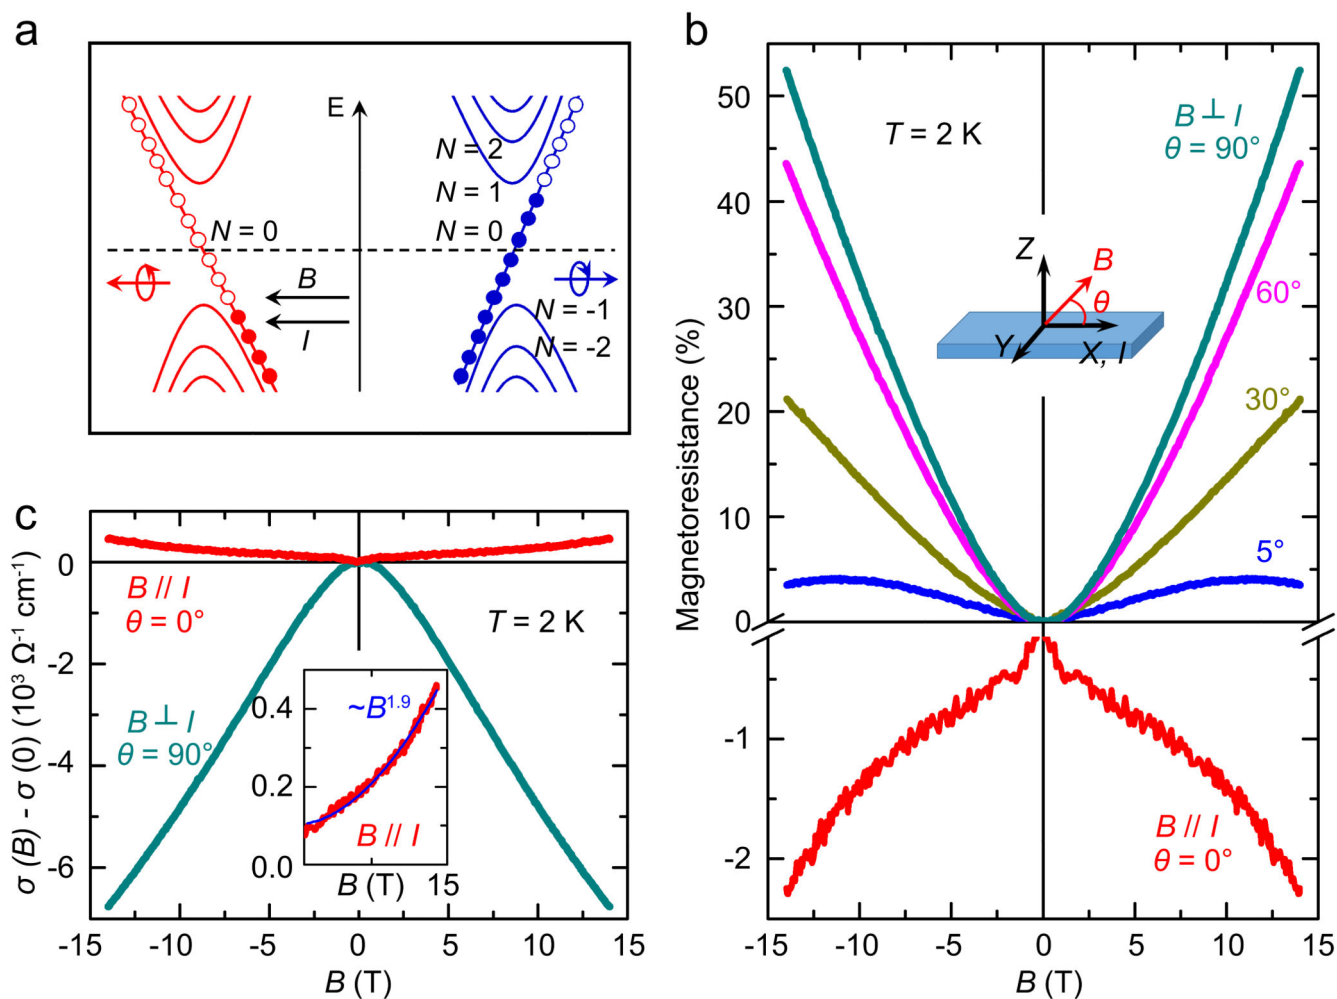 a
E
N = 2
N = 1
N = 0
N = 0
B
I
N = -1
N = -2
b
Magnetoresistance (%)
50
40
30
20
10
0
-1
-2
T = 2 K
B ⊥ I
θ = 90°
60°
30°
5°
Z
B
θ
Y
X, I
B // I
θ = 0°
-15 -10 -5 0 5 10 15
B (T)
c
σ (B) - σ (0) (10³ Ω⁻¹ cm⁻¹)
0
-2
-4
-6
B // I
θ = 0°
T = 2 K
B ⊥ I
θ = 90°
0.4
0.2
0.0
~B¹·⁹
B // I
B (T) 15
-15 -10 -5 0 5 10 15
B (T)